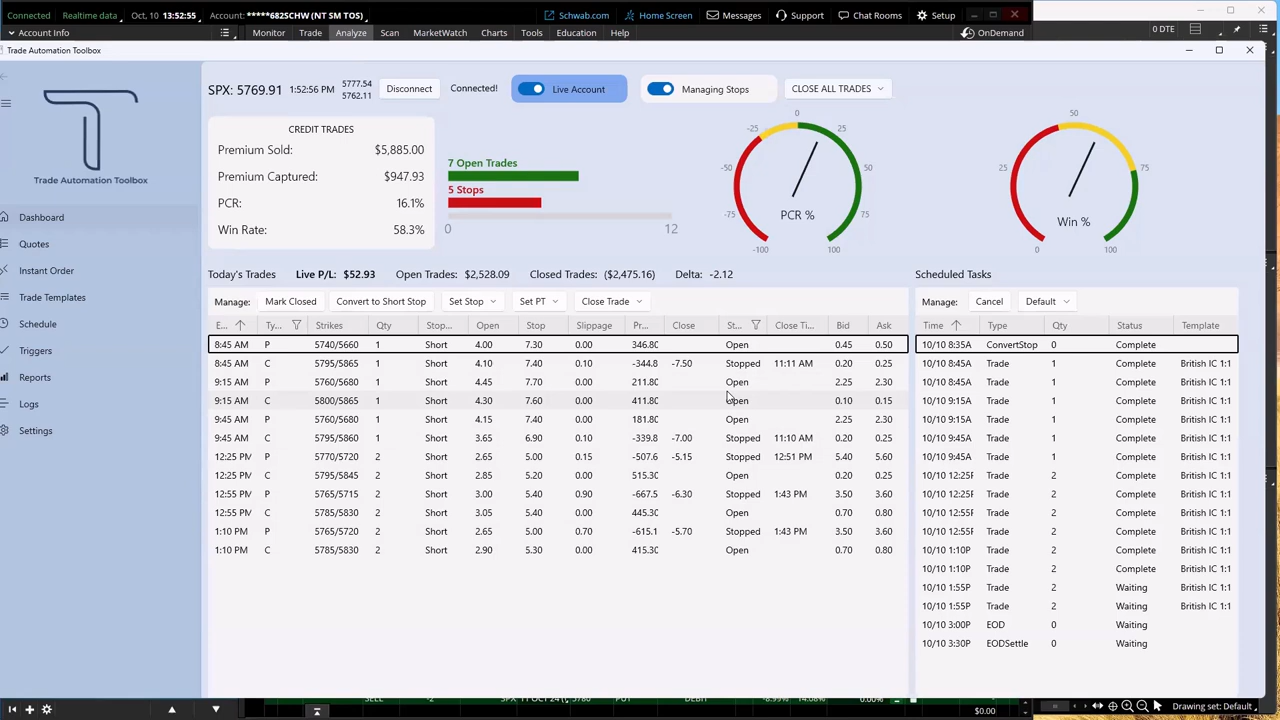 Connected Realtime data Oct. 10 13:52:55 Account: *****682SCHW (NT SM TOS) Schwab.com Home Screen Messages Support Chat Rooms Setup
Account Info Monitor Trade Analyze Scan MarketWatch Charts Tools Education Help OnDemand 0 DTE
Trade Automation Toolbox
SPX: 5769.91 1:52:56 PM 5777.54 Disconnect Connected! Live Account Managing Stops CLOSE ALL TRADES
5762.11
Trade Automation Toolbox
Dashboard
Quotes
Instant Order
Trade Templates
Schedule
Triggers
Reports
Logs
Settings
CREDIT TRADES
Premium Sold: $5,885.00
Premium Captured: $947.93
PCR: 16.1%
Win Rate: 58.3%
7 Open Trades
5 Stops
0 12
-100 -75 -50 -25 0 25 50 75 100
PCR %
0 25 50 75 100
Win %
Today's Trades Live P/L: $52.93 Open Trades: $2,528.09 Closed Trades: ($2,475.16) Delta: -2.12
Manage: Mark Closed Convert to Short Stop Set Stop Set PT Close Trade
E... Ty... Strikes Qty Stop... Open Stop Slippage Pr... Close St... Close Ti... Bid Ask
8:45 AM P 5740/5660 1 Short 4.00 7.30 0.00 346.80 Open 0.45 0.50
8:45 AM C 5795/5865 1 Short 4.10 7.40 0.10 -344.8 -7.50 Stopped 11:11 AM 0.20 0.25
9:15 AM P 5760/5680 1 Short 4.45 7.70 0.00 211.80 Open 2.25 2.30
9:15 AM C 5800/5865 1 Short 4.30 7.60 0.00 411.80 Open 0.10 0.15
9:45 AM P 5760/5680 1 Short 4.15 7.40 0.00 181.80 Open 2.25 2.30
9:45 AM C 5795/5860 1 Short 3.65 6.90 0.10 -339.8 -7.00 Stopped 11:10 AM 0.20 0.25
12:25 PM P 5770/5720 2 Short 2.65 5.00 0.15 -507.6 -5.15 Stopped 12:51 PM 5.40 5.60
12:25 PM C 5795/5845 2 Short 2.85 5.20 0.00 515.30 Open 0.20 0.25
12:55 PM P 5765/5715 2 Short 3.00 5.40 0.90 -667.5 -6.30 Stopped 1:43 PM 3.50 3.60
12:55 PM C 5785/5830 2 Short 3.05 5.40 0.00 445.30 Open 0.70 0.80
1:10 PM P 5765/5720 2 Short 2.65 5.00 0.70 -615.1 -5.70 Stopped 1:43 PM 3.50 3.60
1:10 PM C 5785/5830 2 Short 2.90 5.30 0.00 415.30 Open 0.70 0.80
Scheduled Tasks
Manage: Cancel Default
Time Type Qty Status Template
10/10 8:35A ConvertStop 0 Complete
10/10 8:45A Trade 1 Complete British IC 1:1
10/10 8:45A Trade 1 Complete British IC 1:1
10/10 9:15A Trade 1 Complete British IC 1:1
10/10 9:15A Trade 1 Complete British IC 1:1
10/10 9:45A Trade 1 Complete British IC 1:1
10/10 9:45A Trade 1 Complete British IC 1:1
10/10 12:25P Trade 2 Complete British IC 1:1
10/10 12:25P Trade 2 Complete British IC 1:1
10/10 12:55P Trade 2 Complete British IC 1:1
10/10 12:55P Trade 2 Complete British IC 1:1
10/10 1:10P Trade 2 Complete British IC 1:1
10/10 1:10P Trade 2 Complete British IC 1:1
10/10 1:55P Trade 2 Waiting British IC 1:1
10/10 1:55P Trade 2 Waiting British IC 1:1
10/10 3:00P EOD 0 Waiting
10/10 3:30P EODSettle 0 Waiting
$0.00 Drawing set: Default